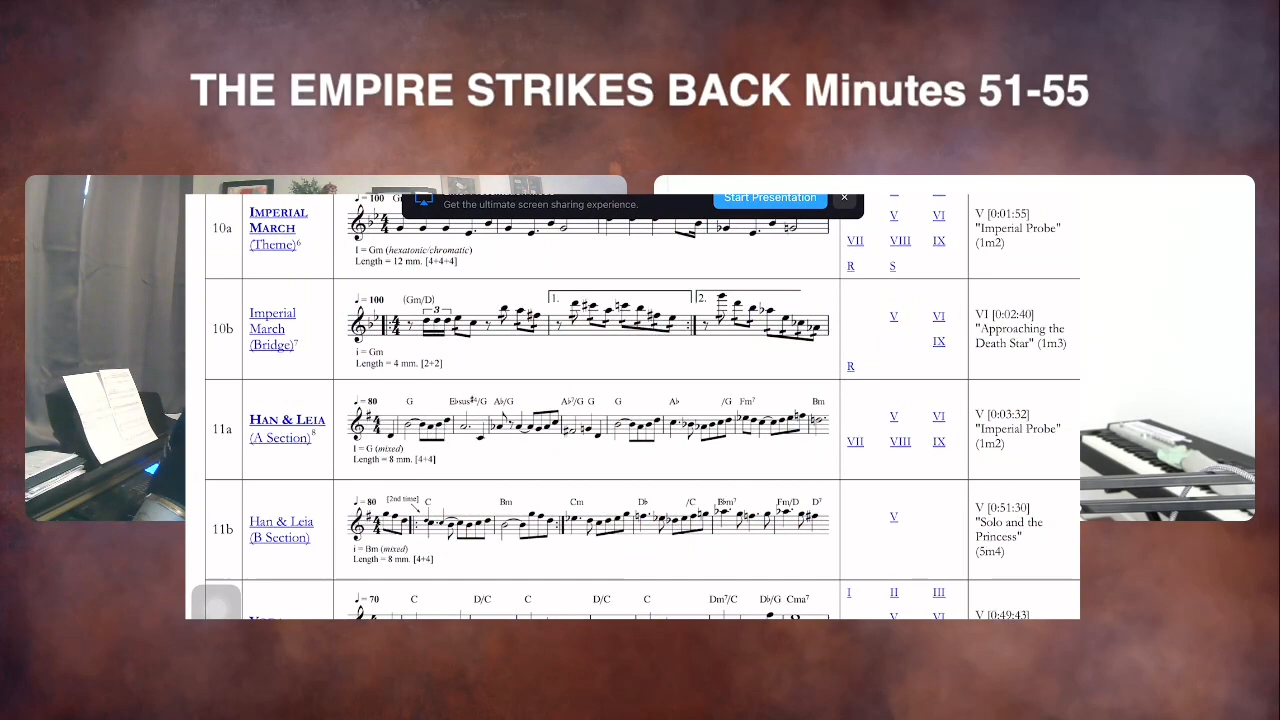 THE EMPIRE STRIKES BACK Minutes 51-55
Get the ultimate screen sharing experience.
Start Presentation
×
10a
IMPERIAL
MARCH
(Theme)6
♩ = 100
I = Gm (hexatonic/chromatic)
Length = 12 mm. [4+4+4]
V VI
VII VIII IX
R S
V [0:01:55]
"Imperial Probe"
(1m2)
10b
Imperial
March
(Bridge)7
♩ = 100 (Gm/D) 3 1. 2.
i = Gm
Length = 4 mm. [2+2]
V VI
IX
R
VI [0:02:40]
"Approaching the
Death Star" (1m3)
11a
HAN & LEIA
(A Section)8
♩ = 80 G E♭sus♯4/G A♭/G A♭7/G G G A♭ /G Fm7 Bm
I = G (mixed)
Length = 8 mm. [4+4]
V VI
VII VIII IX
V [0:03:32]
"Imperial Probe"
(1m2)
11b
Han & Leia
(B Section)
♩ = 80 [2nd time] C Bm Cm D♭ /C B♭m7 Fm/D D7
i = Bm (mixed)
Length = 8 mm. [4+4]
V
V [0:51:30]
"Solo and the
Princess"
(5m4)
♩ = 70 C D/C C D/C C Dm7/C D♭/G Cma7
I II III
V VI
V [0:49:43]